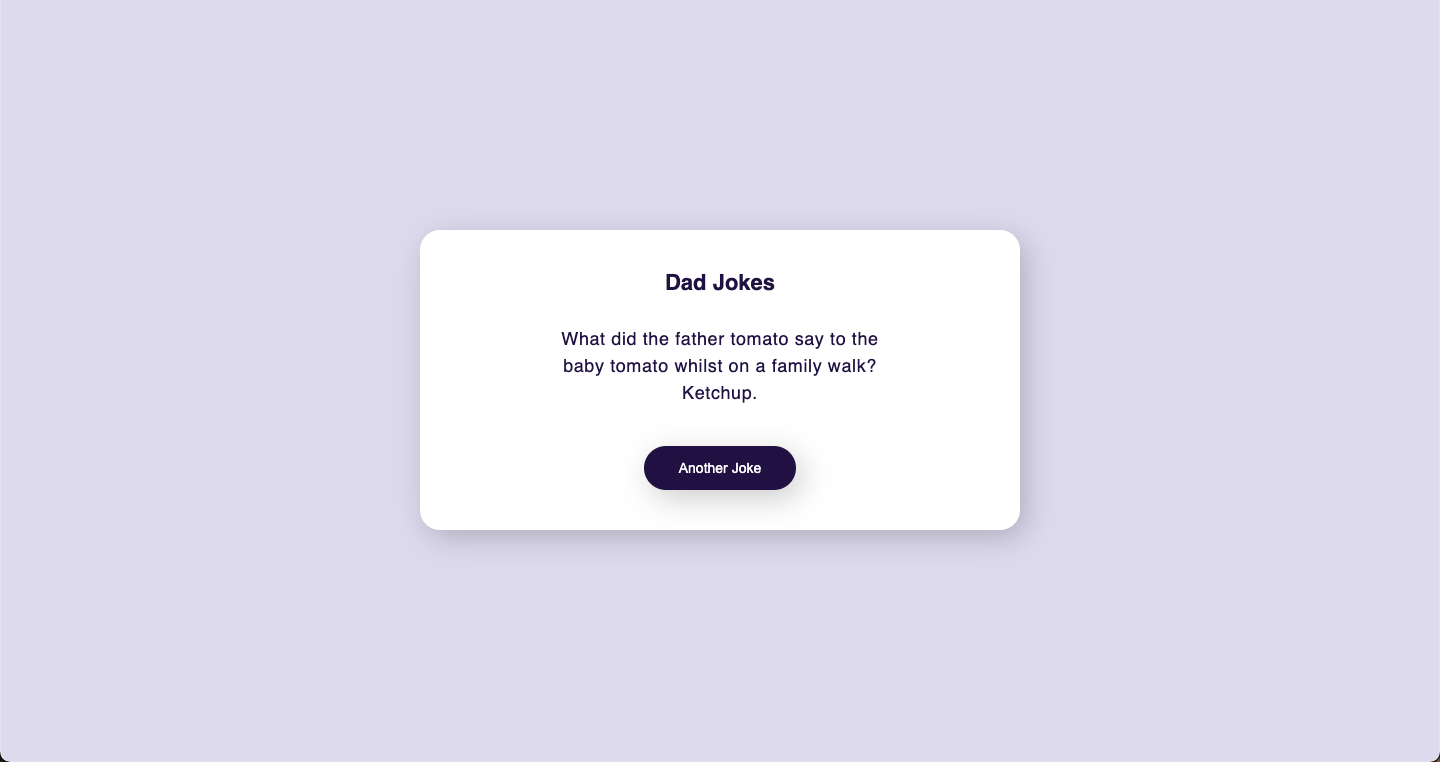 Dad Jokes
What did the father tomato say to the
baby tomato whilst on a family walk?
Ketchup.
Another Joke